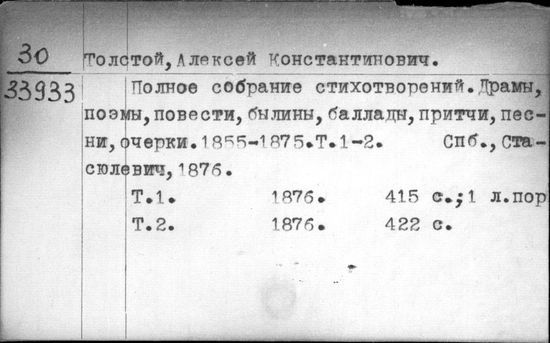 30
33933
Толстой, Алексей Константинович.
Полное собрание стихотворений. Драмы,
поэмы, повести, былины, баллады, притчи, пес-
ни, очерки. 1855-1875. Т.1-2. Спб., Ста-
сюлевич, 1876.
Т.1. 1876. 415 с.; 1 л. пор
Т.2. 1876. 422 с.